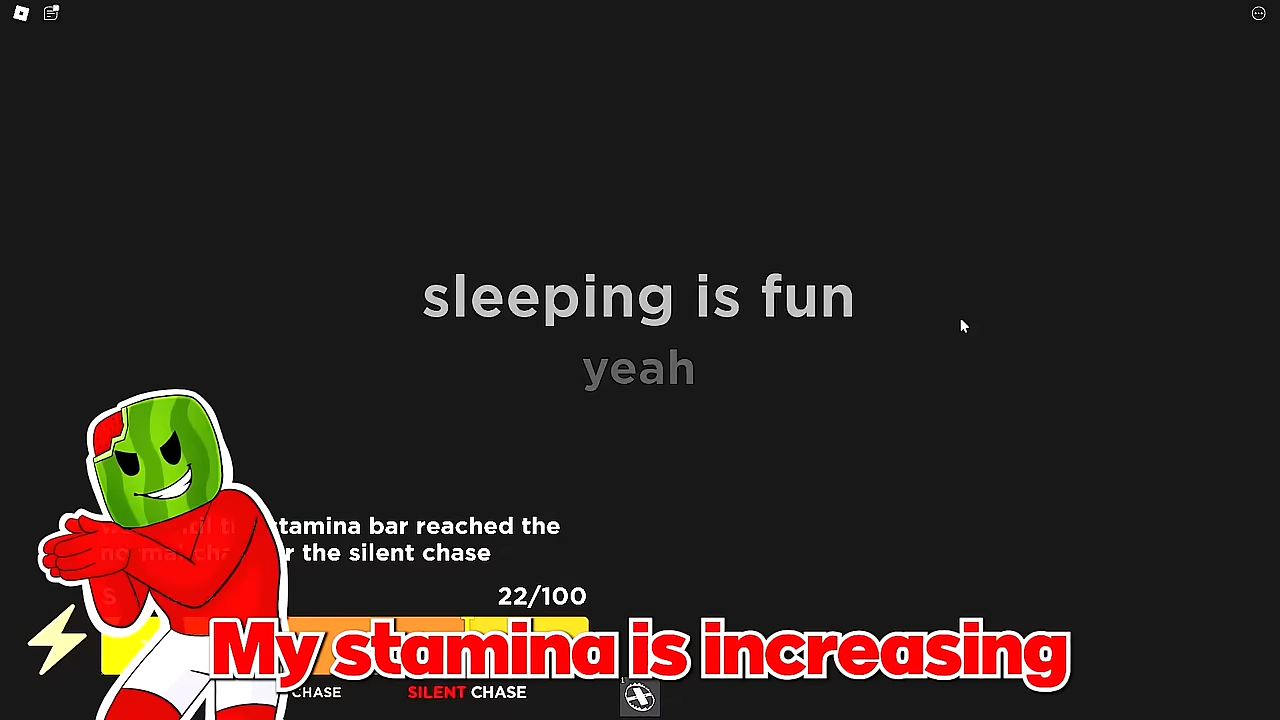 sleeping is fun
yeah
stamina bar reached the
the silent chase
22/100
My stamina is increasing
CHASE
SILENT CHASE